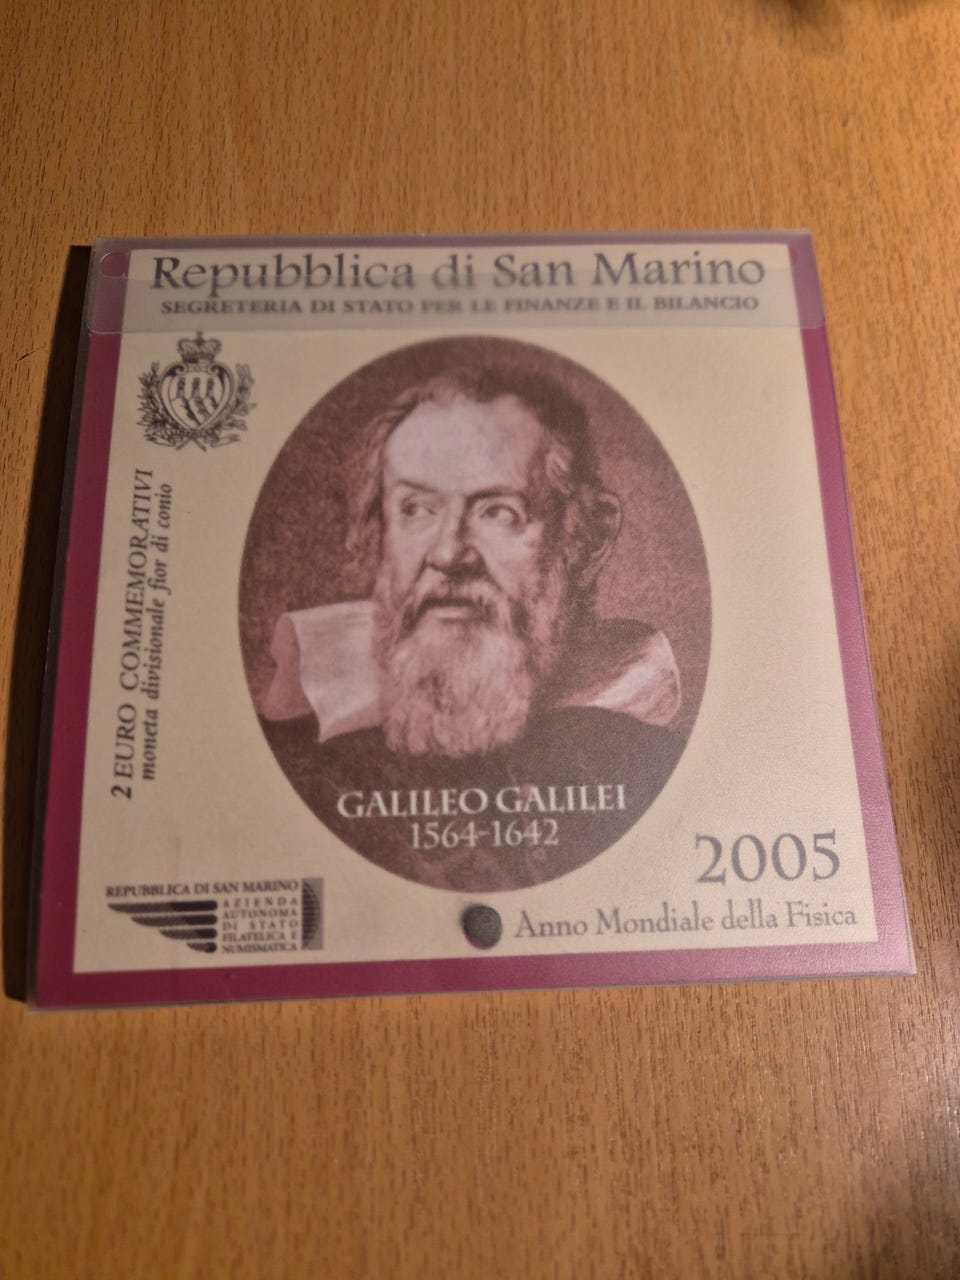 Repubblica di San Marino
SEGRETERIA DI STATO PER LE FINANZE E IL BILANCIO
2 EURO COMMEMORATIVI
moneta divisionale fior di conio
GALILEO GALILEI
1564-1642
2005
Anno Mondiale della Fisica
REPUBBLICA DI SAN MARINO
AZIENDA
AUTONOMA
DI STATO
FILATELICA E
NUMISMATICA